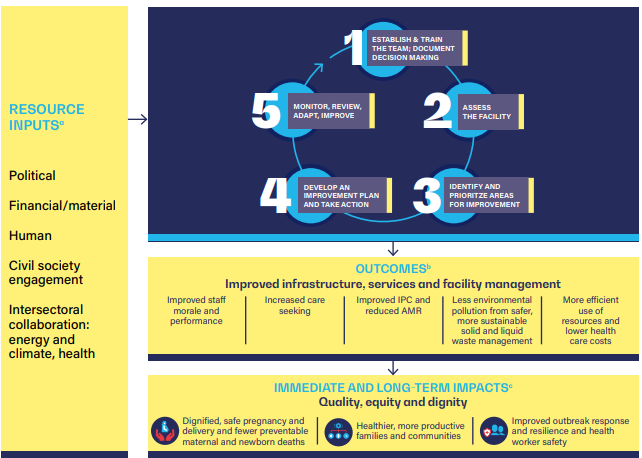 RESOURCE
INPUTSᵃ
Political
Financial/material
Human
Civil society
engagement
Intersectoral
collaboration:
energy and
climate, health
1
ESTABLISH & TRAIN
THE TEAM; DOCUMENT
DECISION MAKING
2
ASSESS
THE FACILITY
3
IDENTIFY AND
PRIORITZE AREAS
FOR IMPROVEMENT
4
DEVELOP AN
IMPROVEMENT PLAN
AND TAKE ACTION
5
MONITOR, REVIEW,
ADAPT, IMPROVE
OUTCOMESᵇ
Improved infrastructure, services and facility management
Improved staff
morale and
performance
Increased care
seeking
Improved IPC and
reduced AMR
Less environmental
pollution from safer,
more sustainable
solid and liquid
waste management
More efficient
use of
resources and
lower health
care costs
IMMEDIATE AND LONG-TERM IMPACTSᶜ
Quality, equity and dignity
Dignified, safe pregnancy and
delivery and fewer preventable
maternal and newborn deaths
Healthier, more productive
families and communities
Improved outbreak response
and resilience and health
worker safety